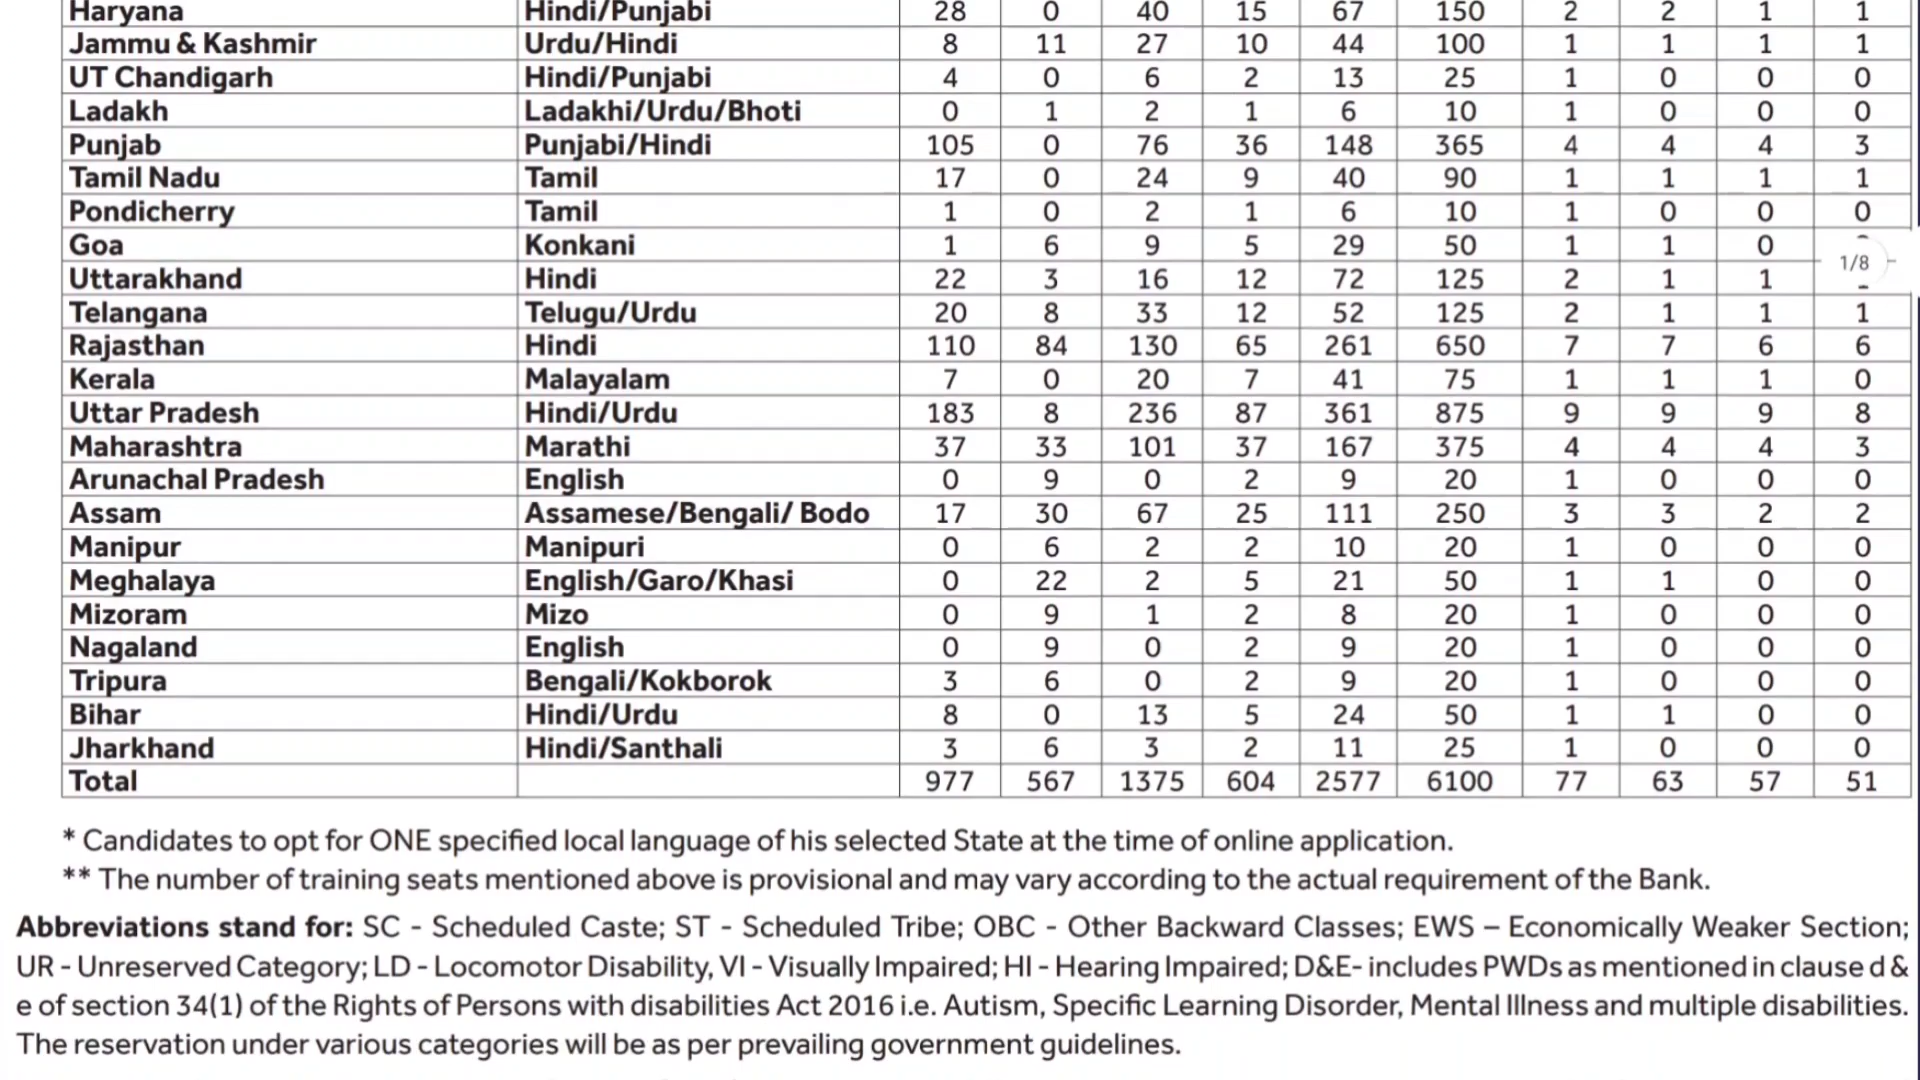 Haryana Hindi/Punjabi 28 0 40 15 67 150 2 2 1 1
Jammu & Kashmir Urdu/Hindi 8 11 27 10 44 100 1 1 1 1
UT Chandigarh Hindi/Punjabi 4 0 6 2 13 25 1 0 0 0
Ladakh Ladakhi/Urdu/Bhoti 0 1 2 1 6 10 1 0 0 0
Punjab Punjabi/Hindi 105 0 76 36 148 365 4 4 4 3
Tamil Nadu Tamil 17 0 24 9 40 90 1 1 1 1
Pondicherry Tamil 1 0 2 1 6 10 1 0 0 0
Goa Konkani 1 6 9 5 29 50 1 1 0
1/8
Uttarakhand Hindi 22 3 16 12 72 125 2 1 1
Telangana Telugu/Urdu 20 8 33 12 52 125 2 1 1 1
Rajasthan Hindi 110 84 130 65 261 650 7 7 6 6
Kerala Malayalam 7 0 20 7 41 75 1 1 1 0
Uttar Pradesh Hindi/Urdu 183 8 236 87 361 875 9 9 9 8
Maharashtra Marathi 37 33 101 37 167 375 4 4 4 3
Arunachal Pradesh English 0 9 0 2 9 20 1 0 0 0
Assam Assamese/Bengali/ Bodo 17 30 67 25 111 250 3 3 2 2
Manipur Manipuri 0 6 2 2 10 20 1 0 0 0
Meghalaya English/Garo/Khasi 0 22 2 5 21 50 1 1 0 0
Mizoram Mizo 0 9 1 2 8 20 1 0 0 0
Nagaland English 0 9 0 2 9 20 1 0 0 0
Tripura Bengali/Kokborok 3 6 0 2 9 20 1 0 0 0
Bihar Hindi/Urdu 8 0 13 5 24 50 1 1 0 0
Jharkhand Hindi/Santhali 3 6 3 2 11 25 1 0 0 0
Total 977 567 1375 604 2577 6100 77 63 57 51
* Candidates to opt for ONE specified local language of his selected State at the time of online application.
** The number of training seats mentioned above is provisional and may vary according to the actual requirement of the Bank.
Abbreviations stand for: SC - Scheduled Caste; ST - Scheduled Tribe; OBC - Other Backward Classes; EWS – Economically Weaker Section;
UR - Unreserved Category; LD - Locomotor Disability, VI - Visually Impaired; HI - Hearing Impaired; D&E- includes PWDs as mentioned in clause d &
e of section 34(1) of the Rights of Persons with disabilities Act 2016 i.e. Autism, Specific Learning Disorder, Mental Illness and multiple disabilities.
The reservation under various categories will be as per prevailing government guidelines.